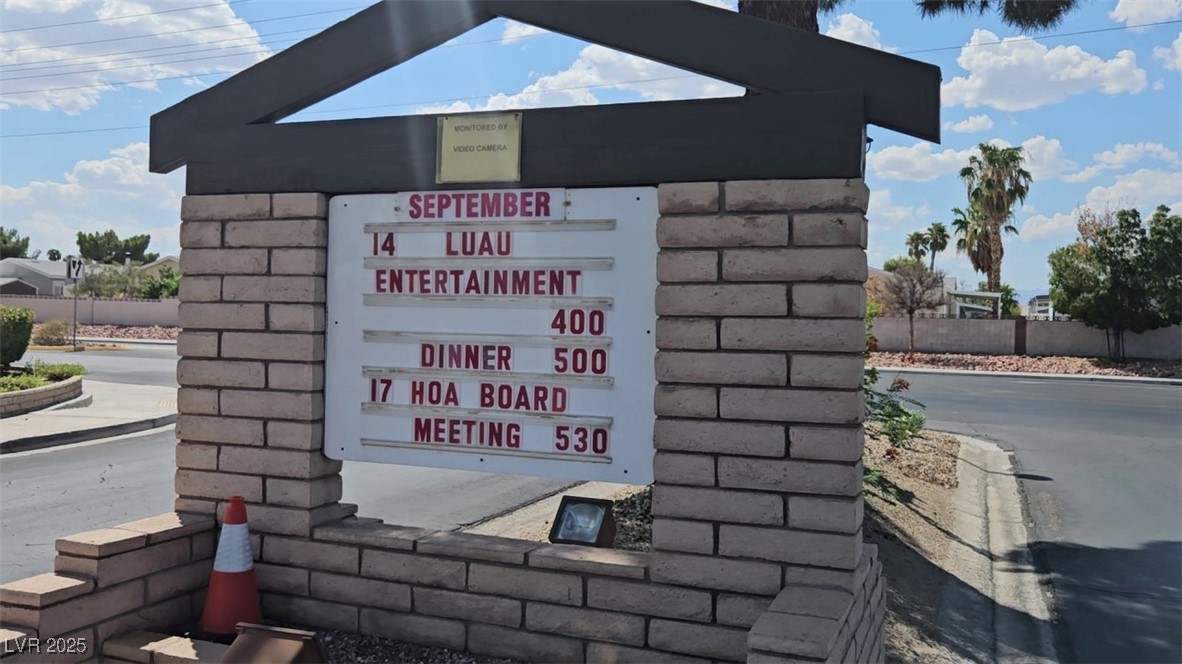 MONITORED BY
VIDEO CAMERA
SEPTEMBER
14 LUAU
ENTERTAINMENT
400
DINNER 500
17 HOA BOARD
MEETING 530
LVR 2025